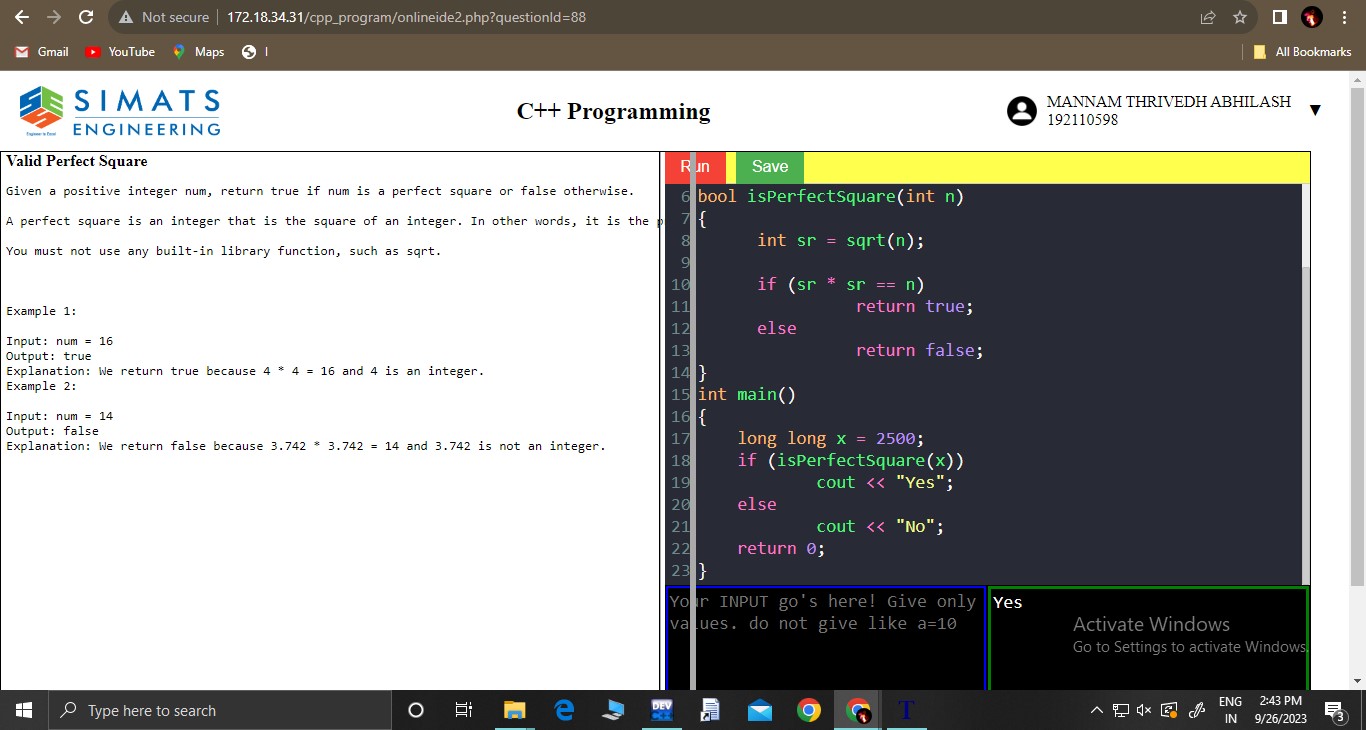 Not secure | 172.18.34.31/cpp_program/onlineide2.php?questionId=88
Gmail YouTube Maps I All Bookmarks
SIMATS
ENGINEERING
Engineer to Excel
C++ Programming
MANNAM THRIVEDH ABHILASH
192110598
Valid Perfect Square
Given a positive integer num, return true if num is a perfect square or false otherwise.
A perfect square is an integer that is the square of an integer. In other words, it is the p
You must not use any built-in library function, such as sqrt.
Example 1:
Input: num = 16
Output: true
Explanation: We return true because 4 * 4 = 16 and 4 is an integer.
Example 2:
Input: num = 14
Output: false
Explanation: We return false because 3.742 * 3.742 = 14 and 3.742 is not an integer.
Run Save
6 bool isPerfectSquare(int n)
7 {
8 int sr = sqrt(n);
9
10 if (sr * sr == n)
11 return true;
12 else
13 return false;
14 }
15 int main()
16 {
17 long long x = 2500;
18 if (isPerfectSquare(x))
19 cout << "Yes";
20 else
21 cout << "No";
22 return 0;
23 }
Your INPUT go's here! Give only
values. do not give like a=10
Yes
Activate Windows
Go to Settings to activate Windows.
Type here to search
DEV
T
ENG
IN
2:43 PM
9/26/2023
3